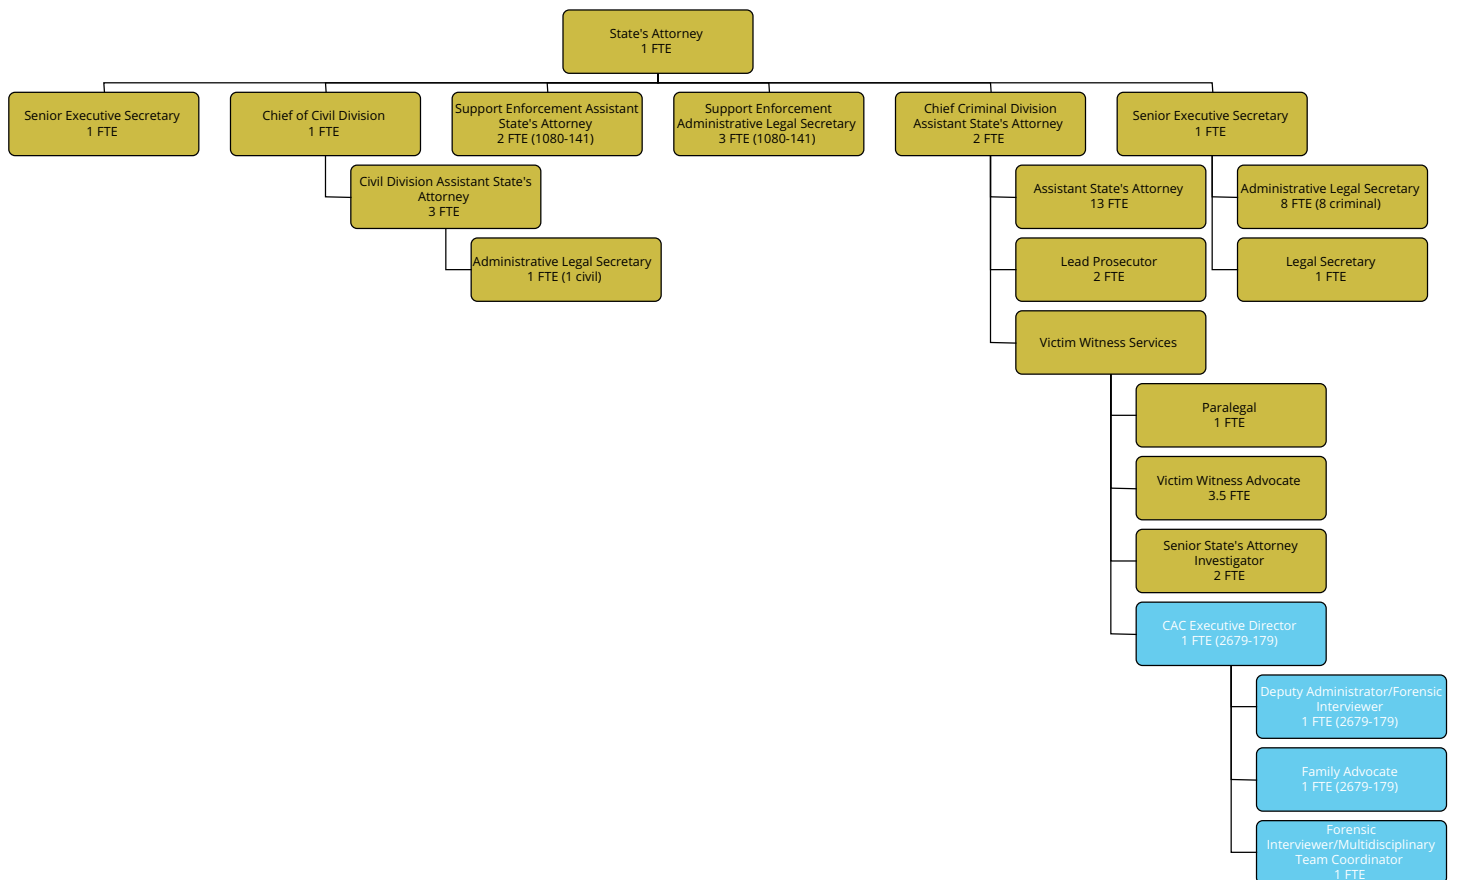 State's Attorney
1 FTE
Senior Executive Secretary
1 FTE
Chief of Civil Division
1 FTE
Support Enforcement Assistant
State's Attorney
2 FTE (1080-141)
Support Enforcement
Administrative Legal Secretary
3 FTE (1080-141)
Chief Criminal Division
Assistant State's Attorney
2 FTE
Senior Executive Secretary
1 FTE
Civil Division Assistant State's
Attorney
3 FTE
Administrative Legal Secretary
1 FTE (1 civil)
Assistant State's Attorney
13 FTE
Lead Prosecutor
2 FTE
Victim Witness Services
Administrative Legal Secretary
8 FTE (8 criminal)
Legal Secretary
1 FTE
Paralegal
1 FTE
Victim Witness Advocate
3.5 FTE
Senior State's Attorney
Investigator
2 FTE
CAC Executive Director
1 FTE (2679-179)
Deputy Administrator/Forensic
Interviewer
1 FTE (2679-179)
Family Advocate
1 FTE (2679-179)
Forensic
Interviewer/Multidisciplinary
Team Coordinator
1 FTE